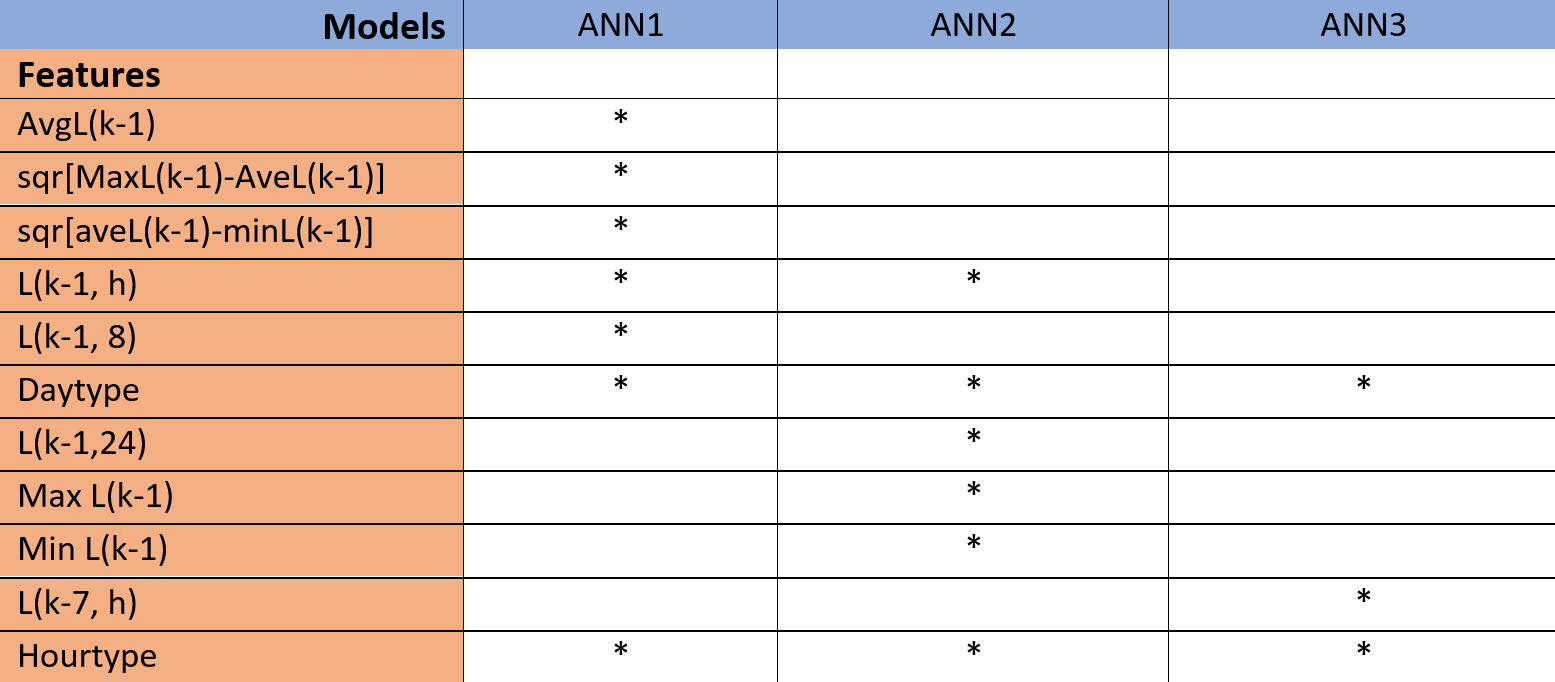 Models ANN1 ANN2 ANN3
Features
AvgL(k-1) *
sqr[MaxL(k-1)-AveL(k-1)] *
sqr[aveL(k-1)-minL(k-1)] *
L(k-1, h) * *
L(k-1, 8) *
Daytype * * *
L(k-1,24) *
Max L(k-1) *
Min L(k-1) *
L(k-7, h) *
Hourtype * * *